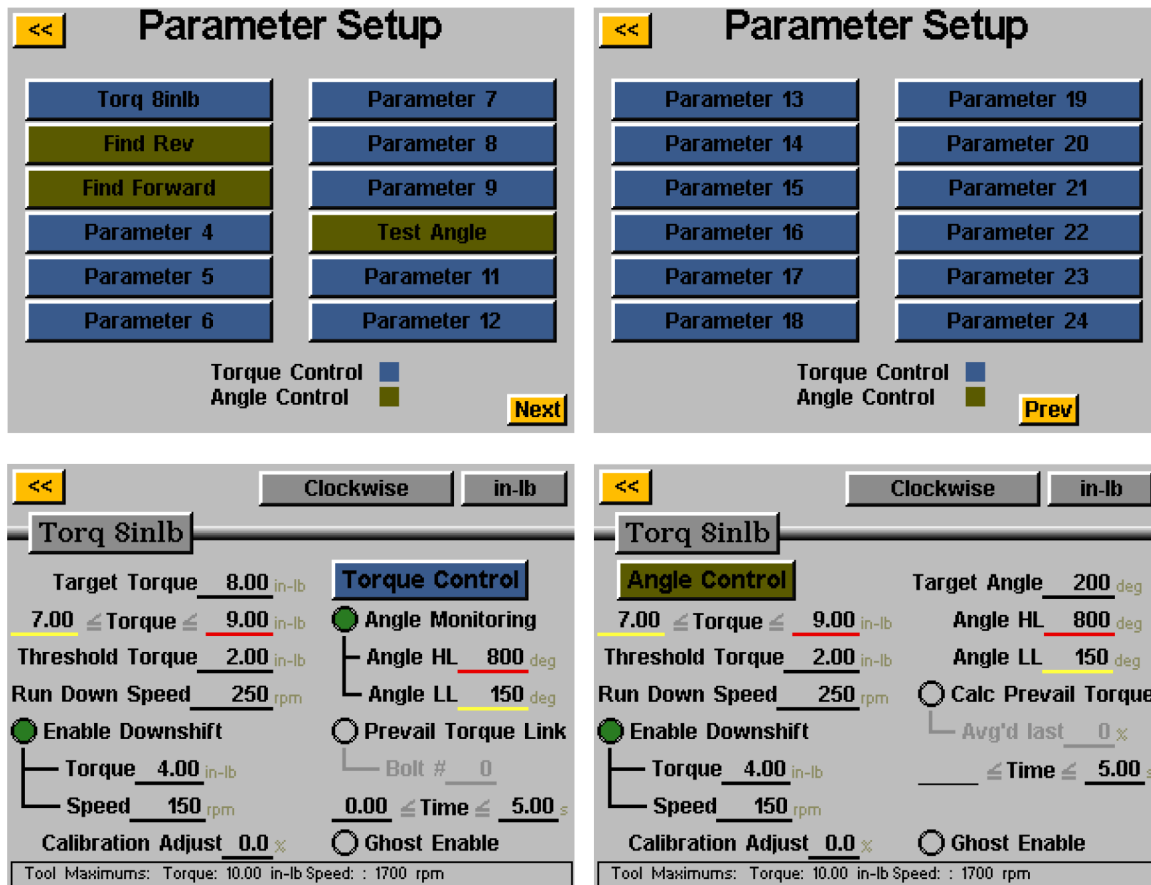 << Parameter Setup
Torq 8inlb Parameter 7
Find Rev Parameter 8
Find Forward Parameter 9
Parameter 4 Test Angle
Parameter 5 Parameter 11
Parameter 6 Parameter 12
Torque Control
Angle Control
Next
<< Parameter Setup
Parameter 13 Parameter 19
Parameter 14 Parameter 20
Parameter 15 Parameter 21
Parameter 16 Parameter 22
Parameter 17 Parameter 23
Parameter 18 Parameter 24
Torque Control
Angle Control
Prev
<< Clockwise in-lb
Torq 8inlb
Target Torque 8.00 in-lb Torque Control
7.00 ≤ Torque ≤ 9.00 in-lb Angle Monitoring
Threshold Torque 2.00 in-lb Angle HL 800 deg
Run Down Speed 250 rpm Angle LL 150 deg
Enable Downshift Prevail Torque Link
Torque 4.00 in-lb Bolt # 0
Speed 150 rpm 0.00 ≤ Time ≤ 5.00 s
Calibration Adjust 0.0 % Ghost Enable
Tool Maximums: Torque: 10.00 in-lb Speed: : 1700 rpm
<< Clockwise in-lb
Torq 8inlb
Angle Control Target Angle 200 deg
7.00 ≤ Torque ≤ 9.00 in-lb Angle HL 800 deg
Threshold Torque 2.00 in-lb Angle LL 150 deg
Run Down Speed 250 rpm Calc Prevail Torque
Enable Downshift Avg'd last 0 %
Torque 4.00 in-lb ≤ Time ≤ 5.00 s
Speed 150 rpm
Calibration Adjust 0.0 % Ghost Enable
Tool Maximums: Torque: 10.00 in-lb Speed: : 1700 rpm